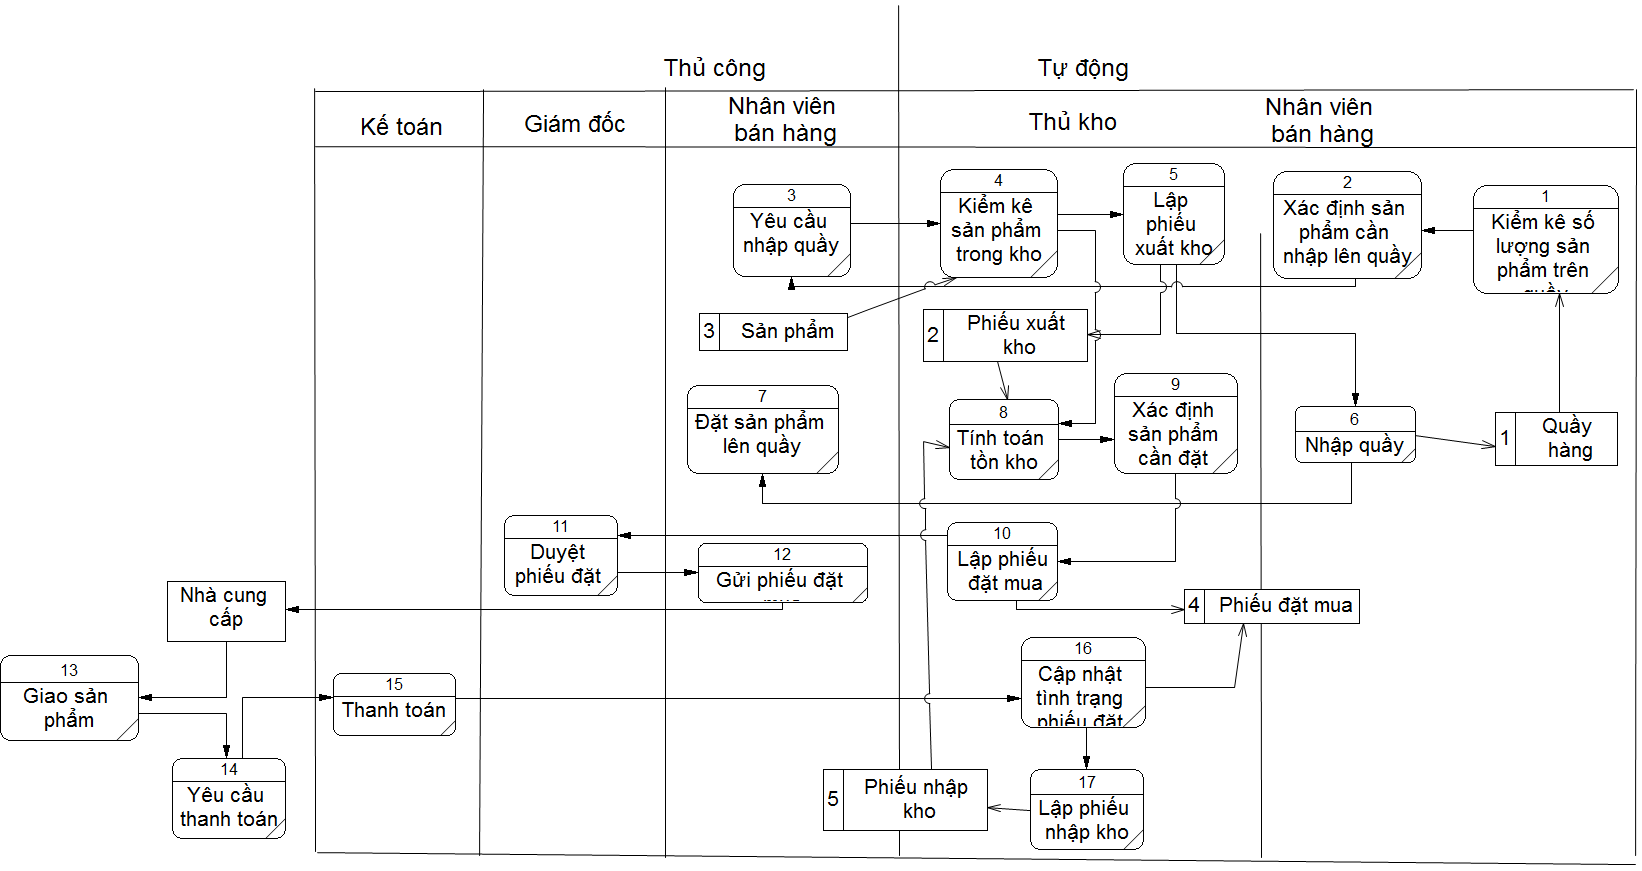 Thủ công
Tự động
Kế toán
Giám đốc
Nhân viên
bán hàng
Thủ kho
Nhân viên
bán hàng
3
Yêu cầu
nhập quầy
4
Kiểm kê
sản phẩm
trong kho
5
Lập
phiếu
xuất kho
2
Xác định sản
phẩm cần
nhập lên quầy
1
Kiểm kê số
lượng sản
phẩm trên
quầy
3 Sản phẩm
2 Phiếu xuất
kho
7
Đặt sản phẩm
lên quầy
8
Tính toán
tồn kho
9
Xác định
sản phẩm
cần đặt
6
Nhập quầy
1 Quầy
hàng
11
Duyệt
phiếu đặt
12
Gửi phiếu đặt
10
Lập phiếu
đặt mua
Nhà cung
cấp
4 Phiếu đặt mua
13
Giao sản
phẩm
15
Thanh toán
16
Cập nhật
tình trạng
phiếu đặt
14
Yêu cầu
thanh toán
5 Phiếu nhập
kho
17
Lập phiếu
nhập kho